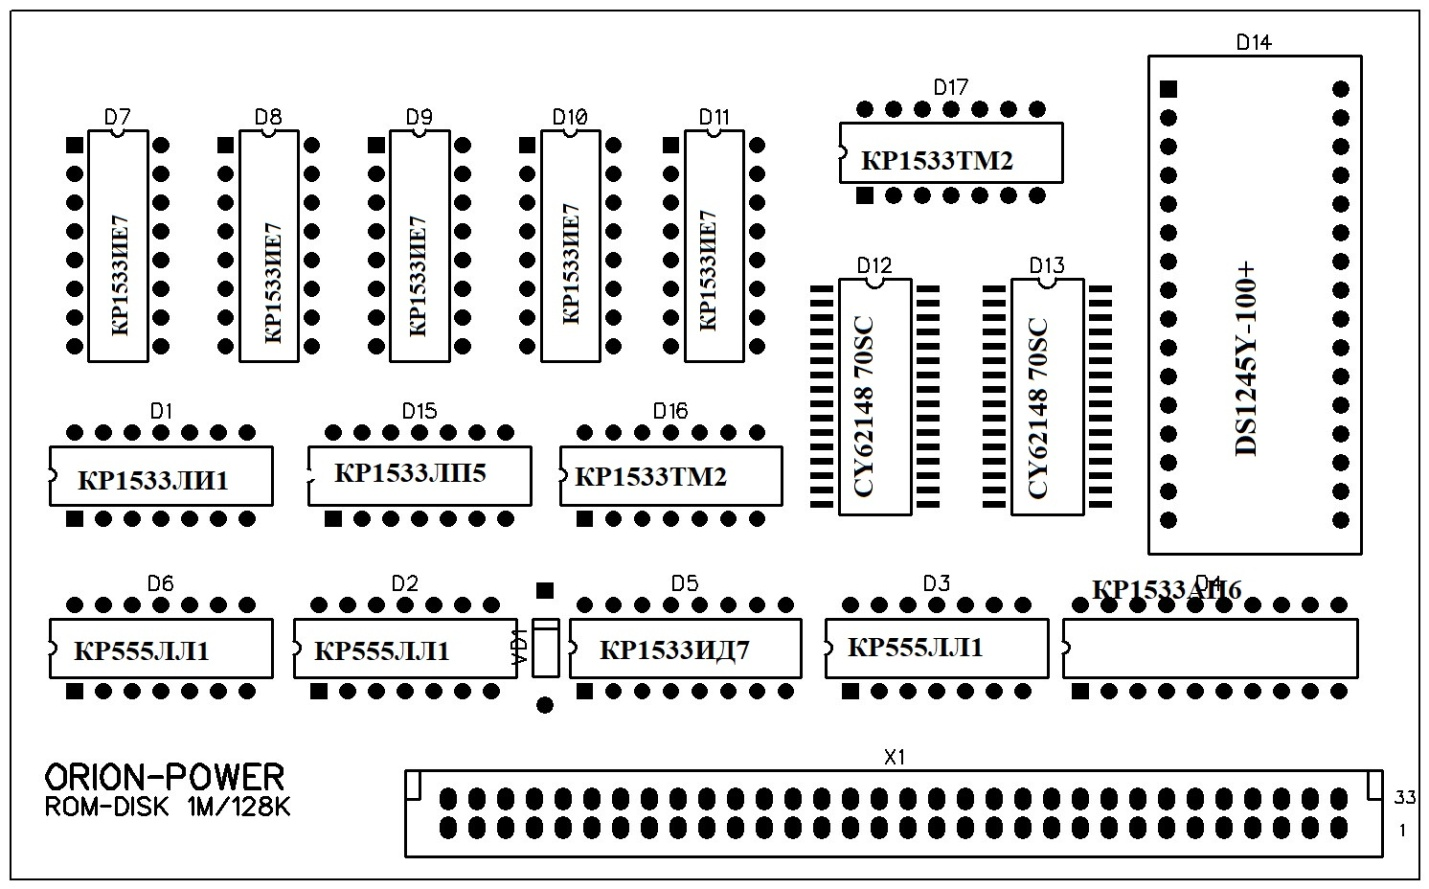 D14
D17
КР1533ТМ2
D7
D8
D9
D10
D11
КР1533ИЕ7
КР1533ИЕ7
КР1533ИЕ7
КР1533ИЕ7
КР1533ИЕ7
D12
D13
CY62148 70SC
CY62148 70SC
DS1245Y-100+
D1
D15
D16
КР1533ЛИ1
КР1533ЛП5
КР1533ТМ2
D6
D2
D5
D3
D4
КР1533АП6
КР555ЛЛ1
КР555ЛЛ1
VD1
КР1533ИД7
КР555ЛЛ1
X1
ORION-POWER
ROM-DISK 1M/128K
33
1